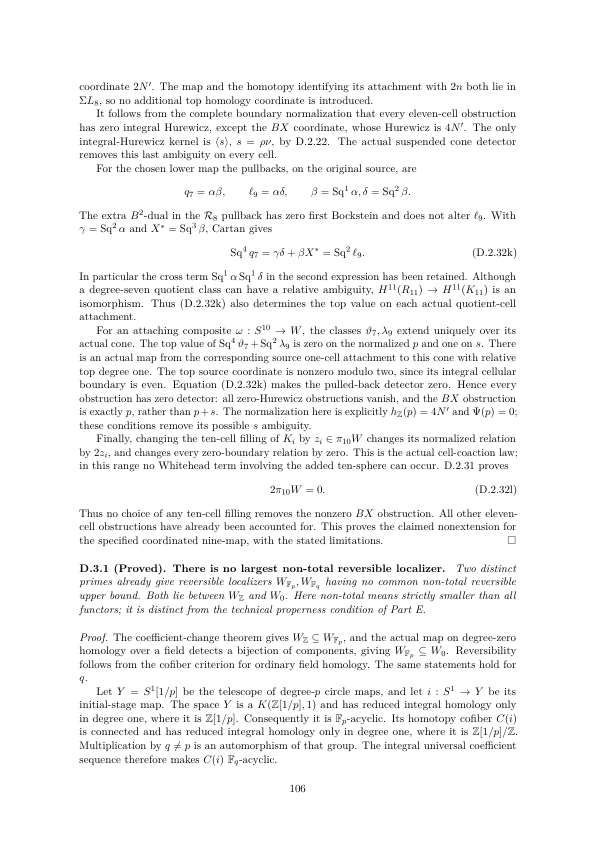 coordinate 2N′. The map and the homotopy identifying its attachment with 2n both lie in
ΣL₈, so no additional top homology coordinate is introduced.
It follows from the complete boundary normalization that every eleven-cell obstruction
has zero integral Hurewicz, except the BX coordinate, whose Hurewicz is 4N′. The only
integral-Hurewicz kernel is ⟨s⟩, s = ρν, by D.2.22. The actual suspended cone detector
removes this last ambiguity on every cell.
For the chosen lower map the pullbacks, on the original source, are
q₇ = αβ, ℓ₉ = αδ, β = Sq¹ α, δ = Sq² β.
The extra B²-dual in the R₈ pullback has zero first Bockstein and does not alter ℓ₉. With
γ = Sq² α and X* = Sq³ β, Cartan gives
Sq⁴ q₇ = γδ + βX* = Sq² ℓ₉. (D.2.32k)
In particular the cross term Sq¹ α Sq¹ δ in the second expression has been retained. Although
a degree-seven quotient class can have a relative ambiguity, H¹¹(R₁₁) → H¹¹(K₁₁) is an
isomorphism. Thus (D.2.32k) also determines the top value on each actual quotient-cell
attachment.
For an attaching composite ω : S¹⁰ → W, the classes ϑ₇, λ₉ extend uniquely over its
actual cone. The top value of Sq⁴ ϑ₇ + Sq² λ₉ is zero on the normalized p and one on s. There
is an actual map from the corresponding source one-cell attachment to this cone with relative
top degree one. The top source coordinate is nonzero modulo two, since its integral cellular
boundary is even. Equation (D.2.32k) makes the pulled-back detector zero. Hence every
obstruction has zero detector: all zero-Hurewicz obstructions vanish, and the BX obstruction
is exactly p, rather than p + s. The normalization here is explicitly h_ℤ(p) = 4N′ and Ψ(p) = 0;
these conditions remove its possible s ambiguity.
Finally, changing the ten-cell filling of Kᵢ by zᵢ ∈ π₁₀W changes its normalized relation
by 2zᵢ, and changes every zero-boundary relation by zero. This is the actual cell-coaction law;
in this range no Whitehead term involving the added ten-sphere can occur. D.2.31 proves
2π₁₀W = 0. (D.2.32l)
Thus no choice of any ten-cell filling removes the nonzero BX obstruction. All other eleven-
cell obstructions have already been accounted for. This proves the claimed nonextension for
the specified coordinated nine-map, with the stated limitations. □
D.3.1 (Proved). There is no largest non-total reversible localizer. Two distinct
primes already give reversible localizers W_{𝔽_p}, W_{𝔽_q} having no common non-total reversible
upper bound. Both lie between W_ℤ and W₀. Here non-total means strictly smaller than all
functors; it is distinct from the technical properness condition of Part E.
Proof. The coefficient-change theorem gives W_ℤ ⊆ W_{𝔽_p}, and the actual map on degree-zero
homology over a field detects a bijection of components, giving W_{𝔽_p} ⊆ W₀. Reversibility
follows from the cofiber criterion for ordinary field homology. The same statements hold for
q.
Let Y = S¹[1/p] be the telescope of degree-p circle maps, and let i : S¹ → Y be its
initial-stage map. The space Y is a K(ℤ[1/p], 1) and has reduced integral homology only
in degree one, where it is ℤ[1/p]. Consequently it is 𝔽_p-acyclic. Its homotopy cofiber C(i)
is connected and has reduced integral homology only in degree one, where it is ℤ[1/p]/ℤ.
Multiplication by q ≠ p is an automorphism of that group. The integral universal coefficient
sequence therefore makes C(i) 𝔽_q-acyclic.
106